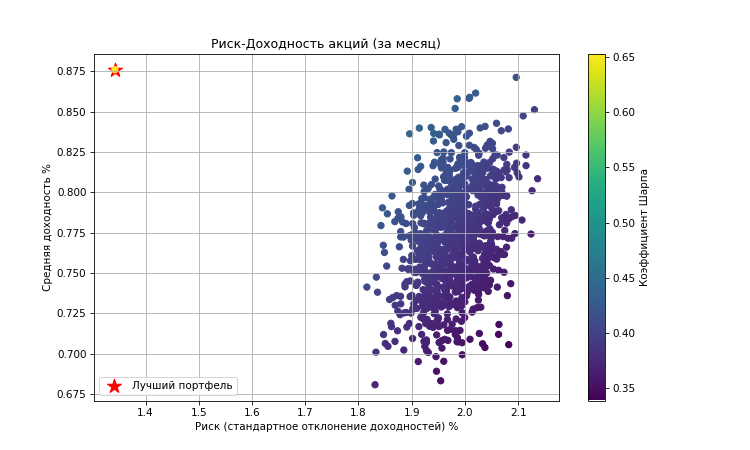 Риск-Доходность акций (за месяц)
Средняя доходность %
0.875
0.850
0.825
0.800
0.775
0.750
0.725
0.700
0.675
Лучший портфель
1.4 1.5 1.6 1.7 1.8 1.9 2.0 2.1
Риск (стандартное отклонение доходностей) %
0.65
0.60
0.55
0.50
0.45
0.40
0.35
Коэффициент Шарпа